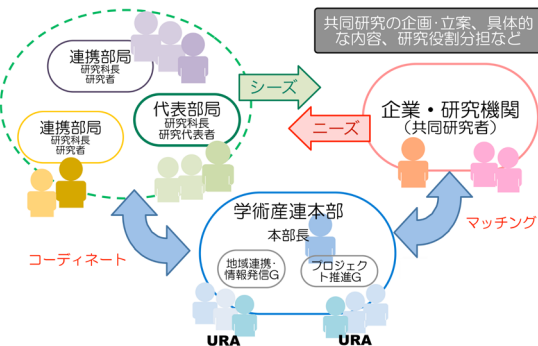 共同研究の企画・立案、具体的
な内容、研究役割分担など
連携部局
研究科長
研究者
連携部局
研究科長
研究者
代表部局
研究科長
研究代表者
シーズ
ニーズ
企業・研究機関
（共同研究者）
学術産連本部
本部長
地域連携・
情報発信G
プロジェク
ト推進G
コーディネート
マッチング
URA
URA